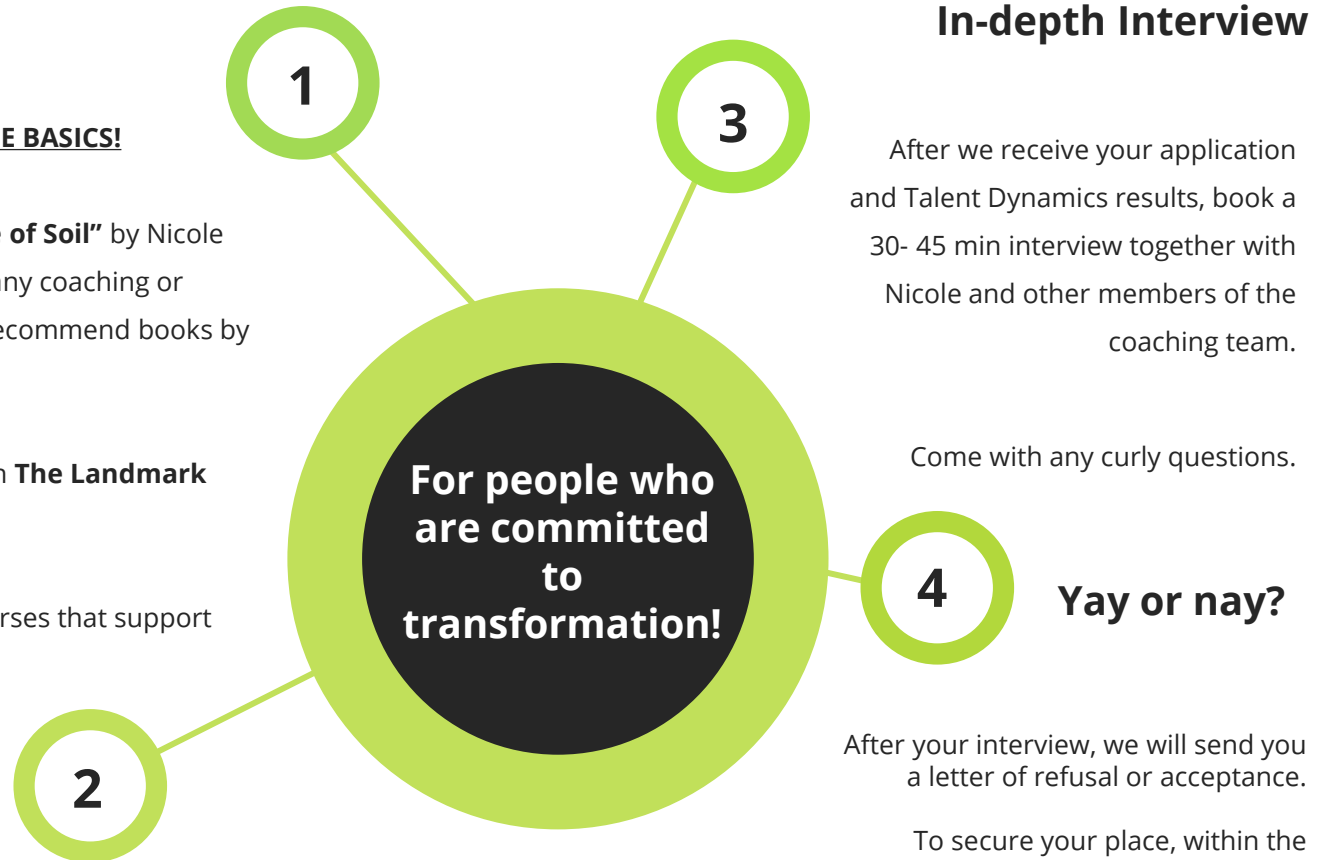 1
E BASICS!
of Soil” by Nicole
any coaching or
ecommend books by
The Landmark
rses that support
2
For people who
are committed
to
transformation!
In-depth Interview
3
After we receive your application
and Talent Dynamics results, book a
30- 45 min interview together with
Nicole and other members of the
coaching team.
Come with any curly questions.
4
Yay or nay?
After your interview, we will send you
a letter of refusal or acceptance.
To secure your place, within the